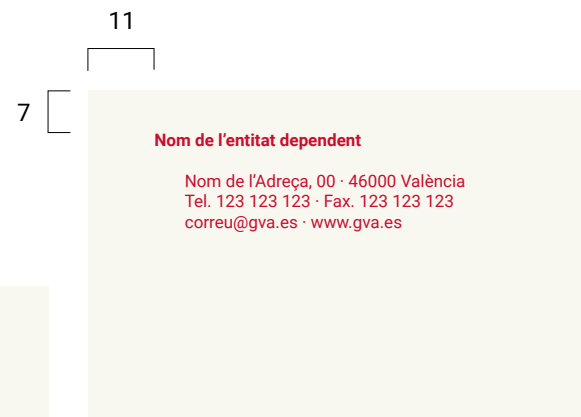 11
7
Nom de l’entitat dependent
Nom de l’Adreça, 00 · 46000 València
Tel. 123 123 123 · Fax. 123 123 123
correu@gva.es · www.gva.es